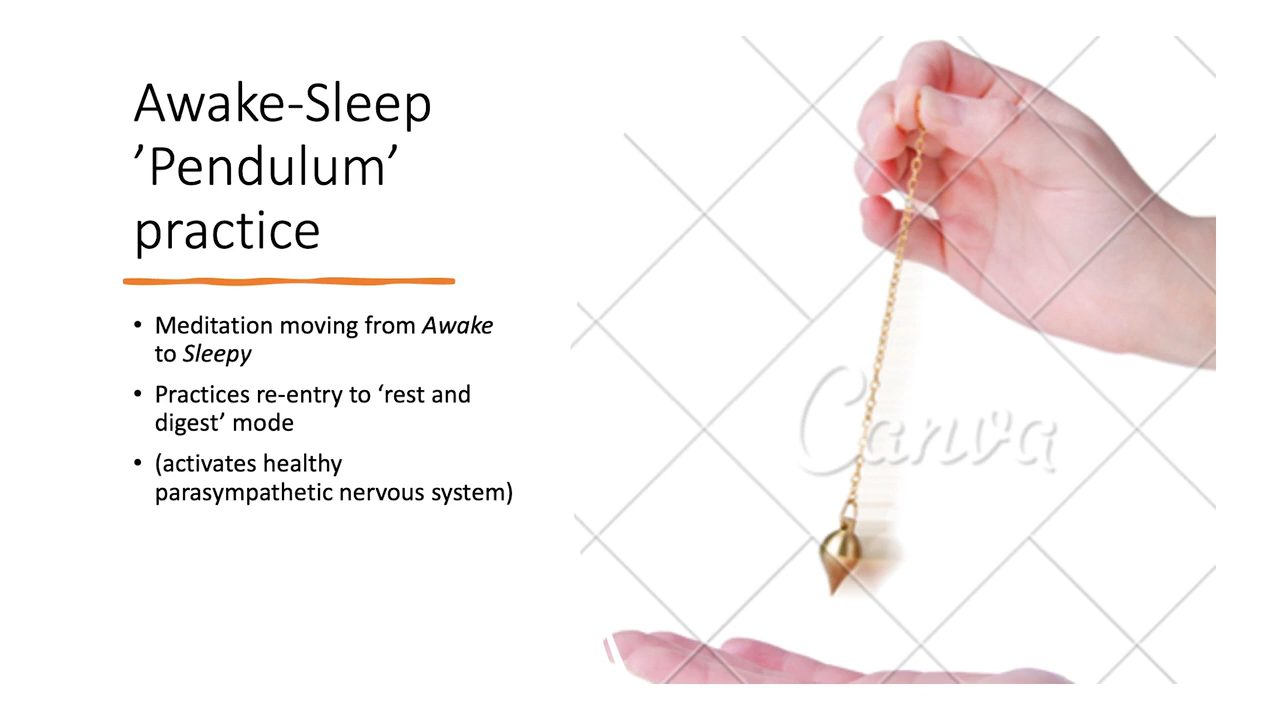 Awake-Sleep
’Pendulum’
practice
• Meditation moving from Awake
to Sleepy
• Practices re-entry to ‘rest and
digest’ mode
• (activates healthy
parasympathetic nervous system)
Canva